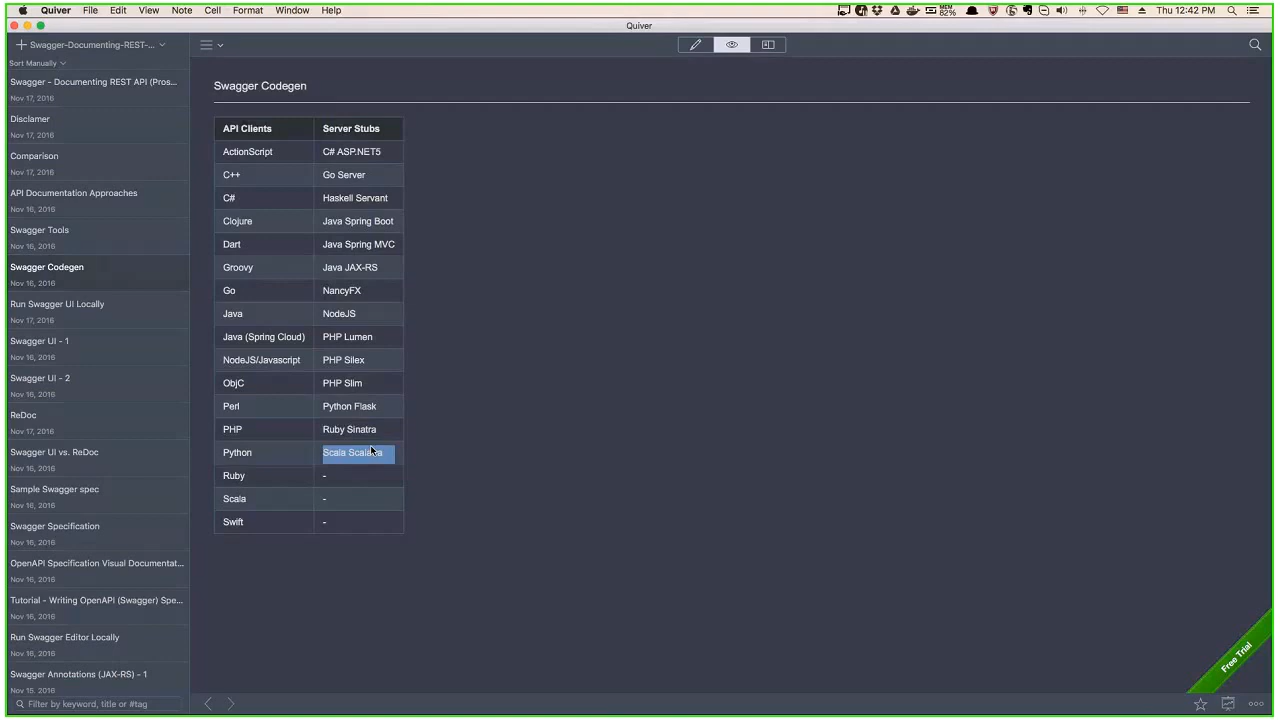 Quiver File Edit View Note Cell Format Window Help
MEM 82% Thu 12:42 PM
Quiver
Swagger-Documenting-REST-...
Sort Manually
Swagger - Documenting REST API (Pros...
Nov 17, 2016
Disclamer
Nov 17, 2016
Comparison
Nov 17, 2016
API Documentation Approaches
Nov 16, 2016
Swagger Tools
Nov 16, 2016
Swagger Codegen
Nov 16, 2016
Run Swagger UI Locally
Nov 17, 2016
Swagger UI - 1
Nov 16, 2016
Swagger UI - 2
Nov 16, 2016
ReDoc
Nov 17, 2016
Swagger UI vs. ReDoc
Nov 16, 2016
Sample Swagger spec
Nov 16, 2016
Swagger Specification
Nov 16, 2016
OpenAPI Specification Visual Documentat...
Nov 16, 2016
Tutorial - Writing OpenAPI (Swagger) Spe...
Nov 16, 2016
Run Swagger Editor Locally
Nov 16, 2016
Swagger Annotations (JAX-RS) - 1
Nov 15, 2016
Filter by keyword, title or #tag
Swagger Codegen
API Clients Server Stubs
ActionScript C# ASP.NET5
C++ Go Server
C# Haskell Servant
Clojure Java Spring Boot
Dart Java Spring MVC
Groovy Java JAX-RS
Go NancyFX
Java NodeJS
Java (Spring Cloud) PHP Lumen
NodeJS/Javascript PHP Silex
ObjC PHP Slim
Perl Python Flask
PHP Ruby Sinatra
Python Scala Scalatra
Ruby -
Scala -
Swift -
Free Trial